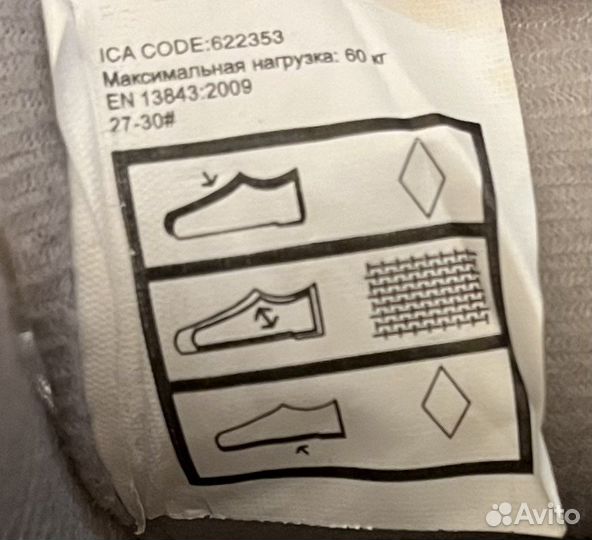 ICA CODE:622353
Максимальная нагрузка: 60 кг
EN 13843:2009
27-30#
Avito